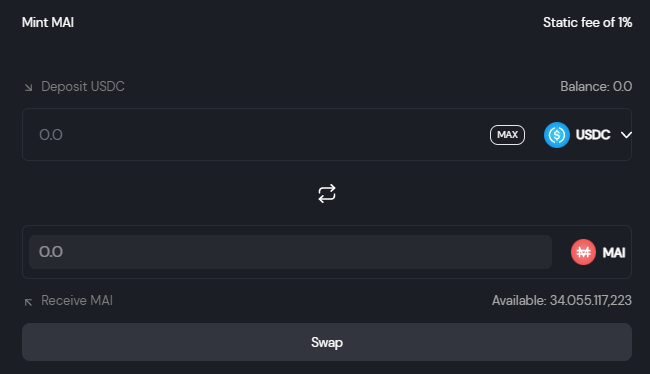 Mint MAI Static fee of 1%
Deposit USDC Balance: 0.0
0.0 MAX USDC
0.0 MAI
Receive MAI Available: 34.055.117,223
Swap